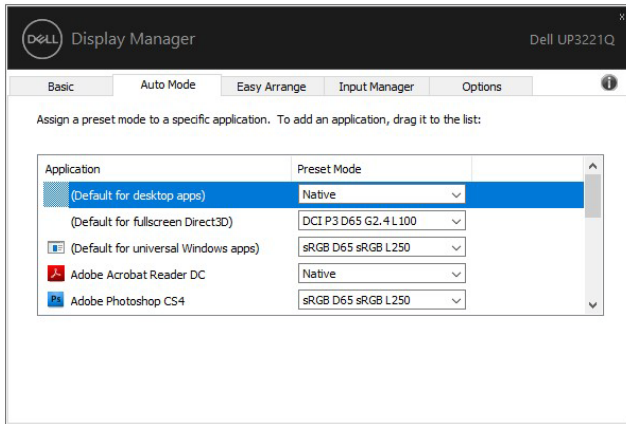 x
DELL Display Manager Dell UP3221Q
Basic Auto Mode Easy Arrange Input Manager Options i
Assign a preset mode to a specific application. To add an application, drag it to the list:
Application Preset Mode
(Default for desktop apps) Native
(Default for fullscreen Direct3D) DCI P3 D65 G2.4 L100
(Default for universal Windows apps) sRGB D65 sRGB L250
Adobe Acrobat Reader DC Native
Ps Adobe Photoshop CS4 sRGB D65 sRGB L250